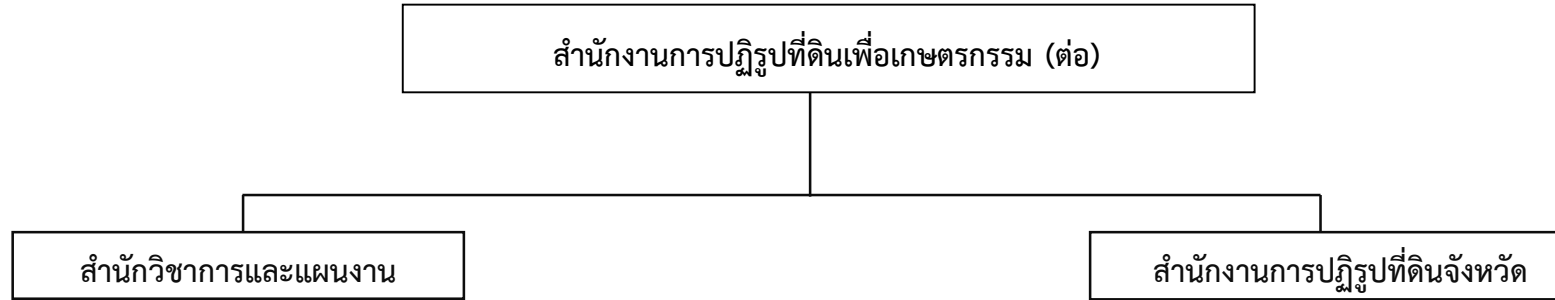 สำนักงานการปฏิรูปที่ดินเพื่อเกษตรกรรม (ต่อ)
สำนักวิชาการและแผนงาน
สำนักงานการปฏิรูปที่ดินจังหวัด